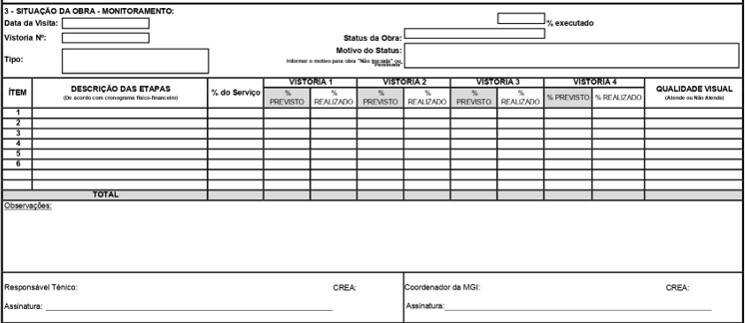 3 - SITUAÇÃO DA OBRA - MONITORAMENTO:
Data da Visita: % executado
Vistoria Nº: Status da Obra:
Motivo do Status:
Tipo: Informar o motivo para obra "Não Iniciada" ou
"Paralisada"
ÍTEM DESCRIÇÃO DAS ETAPAS (De acordo com cronograma físico-financeiro) % do Serviço VISTORIA 1 VISTORIA 2 VISTORIA 3 VISTORIA 4 QUALIDADE VISUAL (Atende ou Não Atende)
% PREVISTO % REALIZADO % PREVISTO % REALIZADO % PREVISTO % REALIZADO % PREVISTO % REALIZADO
1
2
3
4
5
6
TOTAL
Observações:
Responsável Ténico: CREA: Coordenador da MGI: CREA:
Assinatura: Assinatura: